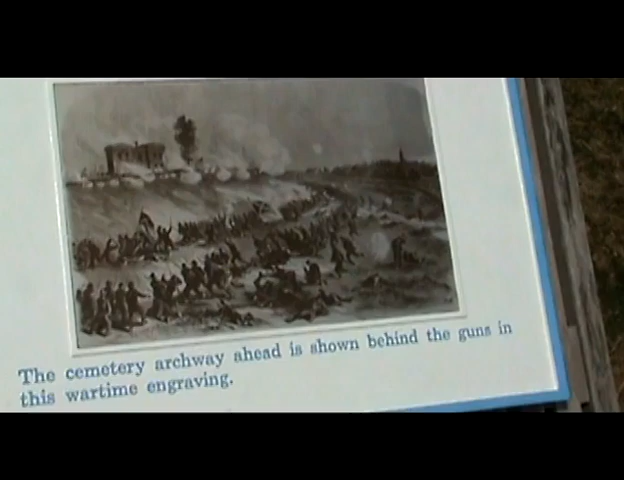 The cemetery archway ahead is shown behind the guns in
this wartime engraving.